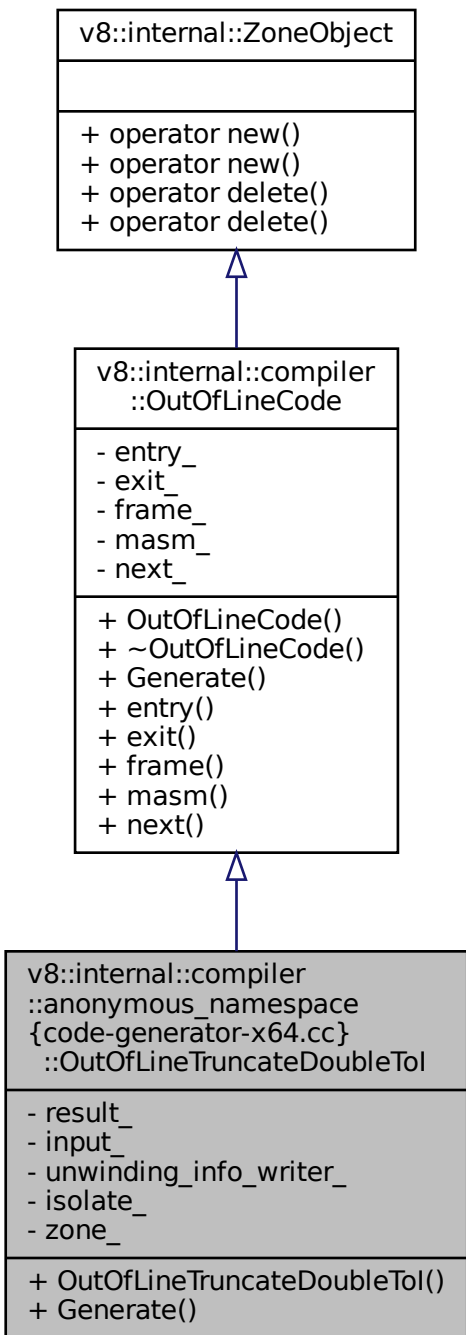 v8::internal::ZoneObject
+ operator new()
+ operator new()
+ operator delete()
+ operator delete()
v8::internal::compiler
::OutOfLineCode
- entry_
- exit_
- frame_
- masm_
- next_
+ OutOfLineCode()
+ ~OutOfLineCode()
+ Generate()
+ entry()
+ exit()
+ frame()
+ masm()
+ next()
v8::internal::compiler
::anonymous_namespace
{code-generator-x64.cc}
::OutOfLineTruncateDoubleToI
- result_
- input_
- unwinding_info_writer_
- isolate_
- zone_
+ OutOfLineTruncateDoubleToI()
+ Generate()